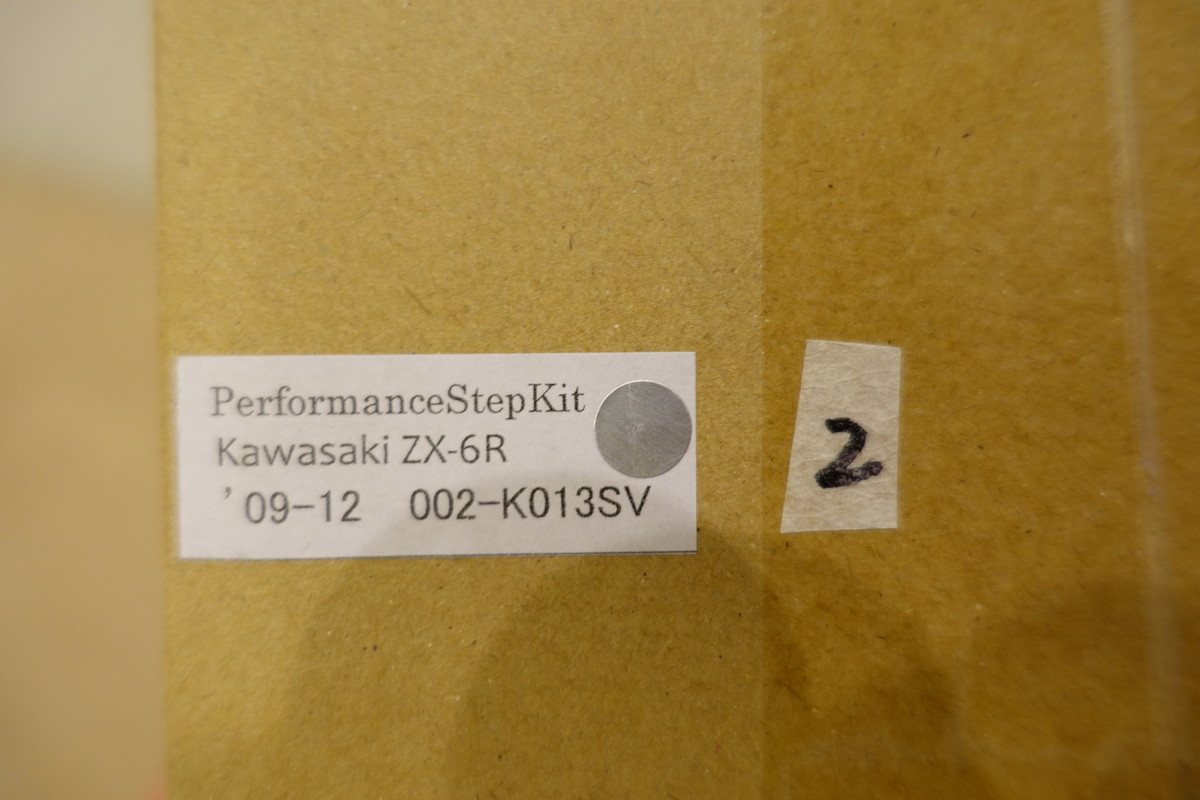 PerformanceStepKit
Kawasaki ZX-6R
'09-12 002-K013SV
2